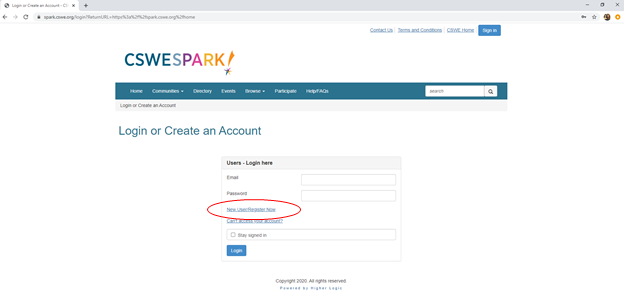 Login or Create an Account - CSW
spark.cswe.org/login?ReturnURL=https%3a%2f%2fspark.cswe.org%2fhome
Contact Us Terms and Conditions CSWE Home Sign in
CSWESPARK!
Home Communities Directory Events Browse Participate Help/FAQs search
Login or Create an Account
Login or Create an Account
Users - Login here
Email
Password
New User/Register Now
Can't access your account?
Stay signed in
Login
Copyright 2020. All rights reserved.
Powered by Higher Logic